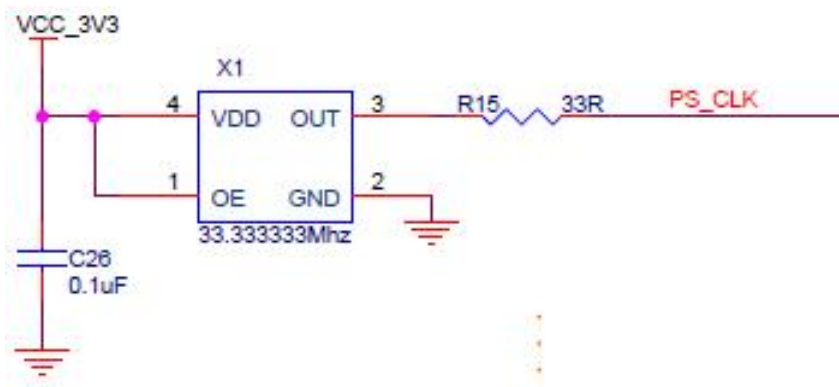 VCC_3V3
X1
4 VDD OUT 3 R15 33R PS_CLK
1 OE GND 2
33.333333Mhz
C26
0.1uF